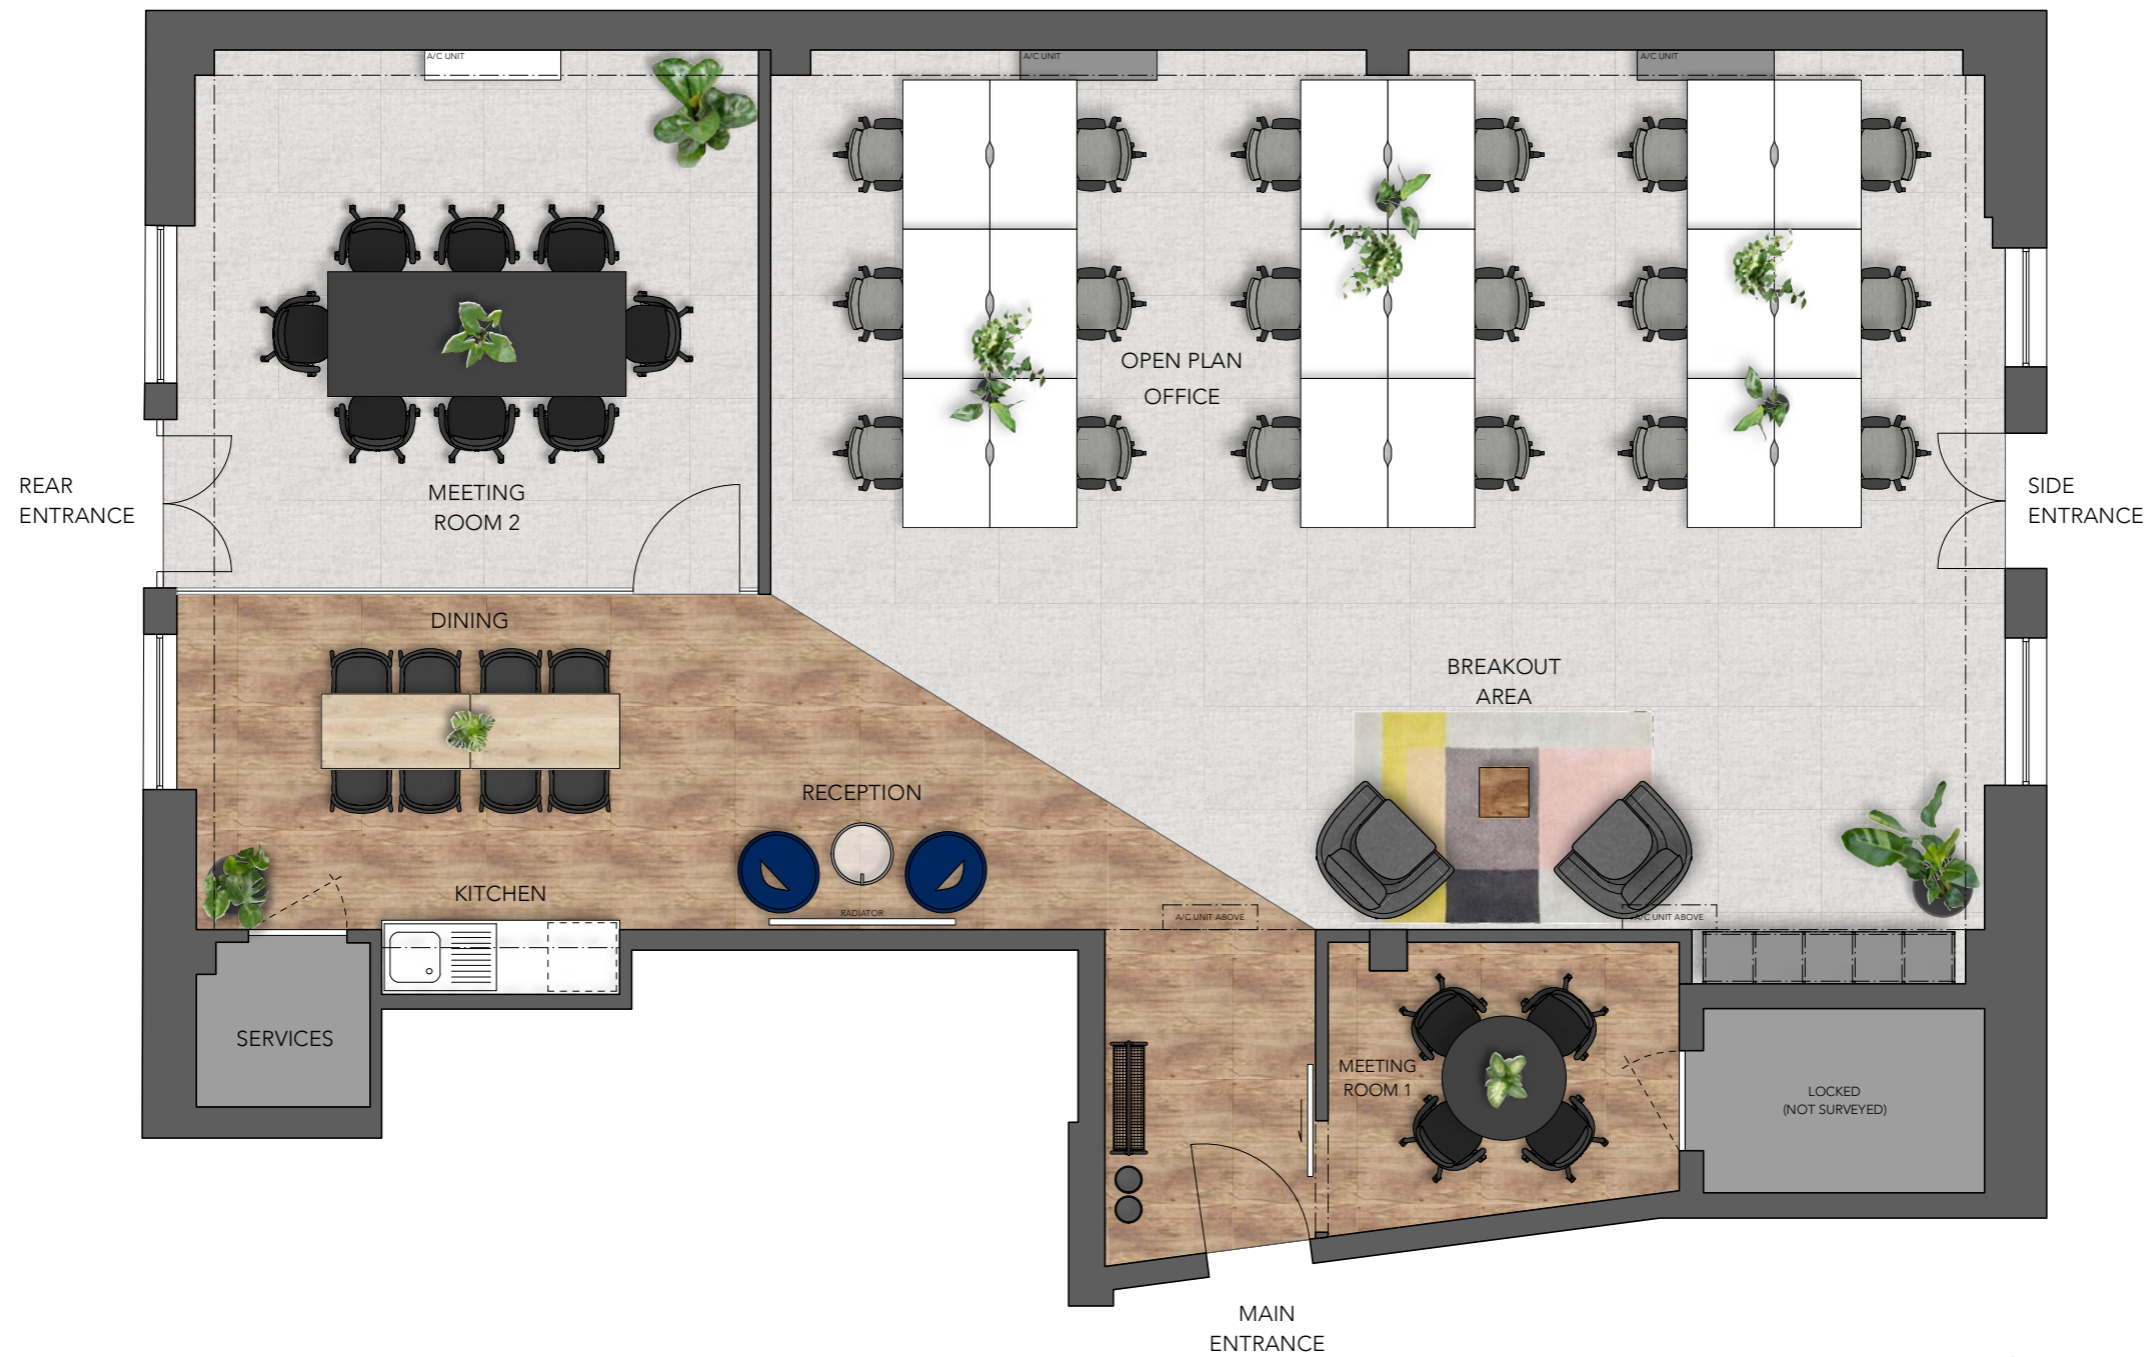 A/C UNIT
A/C UNIT
A/C UNIT
OPEN PLAN
OFFICE
REAR
ENTRANCE
MEETING
ROOM 2
SIDE
ENTRANCE
DINING
BREAKOUT
AREA
RECEPTION
KITCHEN
RADIATOR
A/C UNIT ABOVE
A/C UNIT ABOVE
SERVICES
MEETING
ROOM 1
LOCKED
(NOT SURVEYED)
MAIN
ENTRANCE